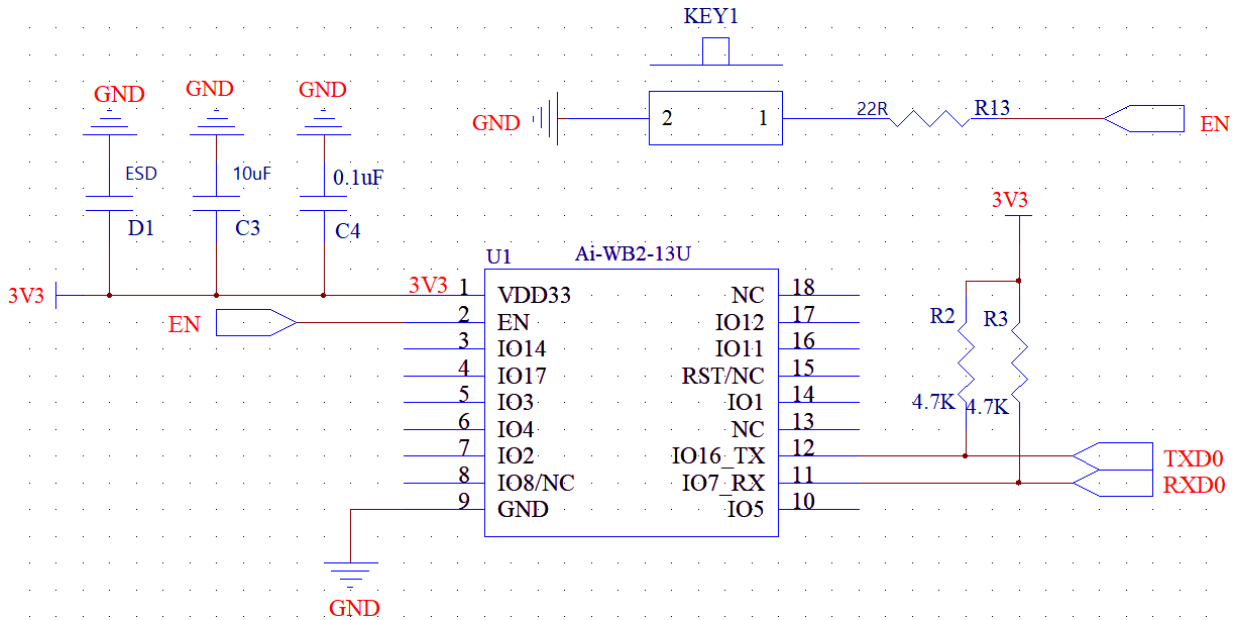 KEY1
GND
GND
GND
GND
2
1
22R
R13
EN
ESD
10uF
0.1uF
D1
C3
C4
3V3
U1
Ai-WB2-13U
3V3
3V3
1
VDD33
NC
18
EN
2
EN
IO12
17
3
IO14
IO11
16
R2
R3
4
IO17
RST/NC
15
5
IO3
IO1
14
4.7K
4.7K
6
IO4
NC
13
7
IO2
IO16_TX
12
TXD0
8
IO8/NC
IO7_RX
11
RXD0
9
GND
IO5
10
GND